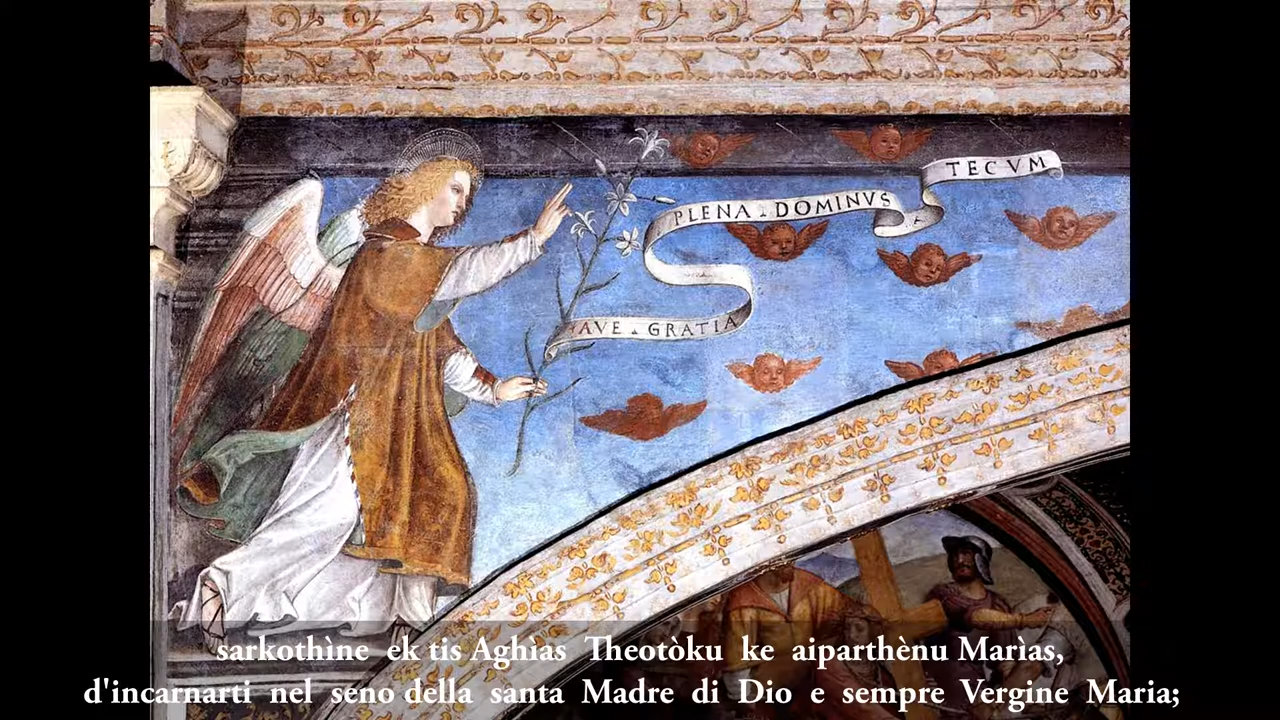 TECVM
PLENA DOMINVS
AVE GRATIA
sarkothìne ek tis Aghìas Theotòku ke aiparthènu Marìas,
d'incarnarti nel seno della santa Madre di Dio e sempre Vergine Maria;